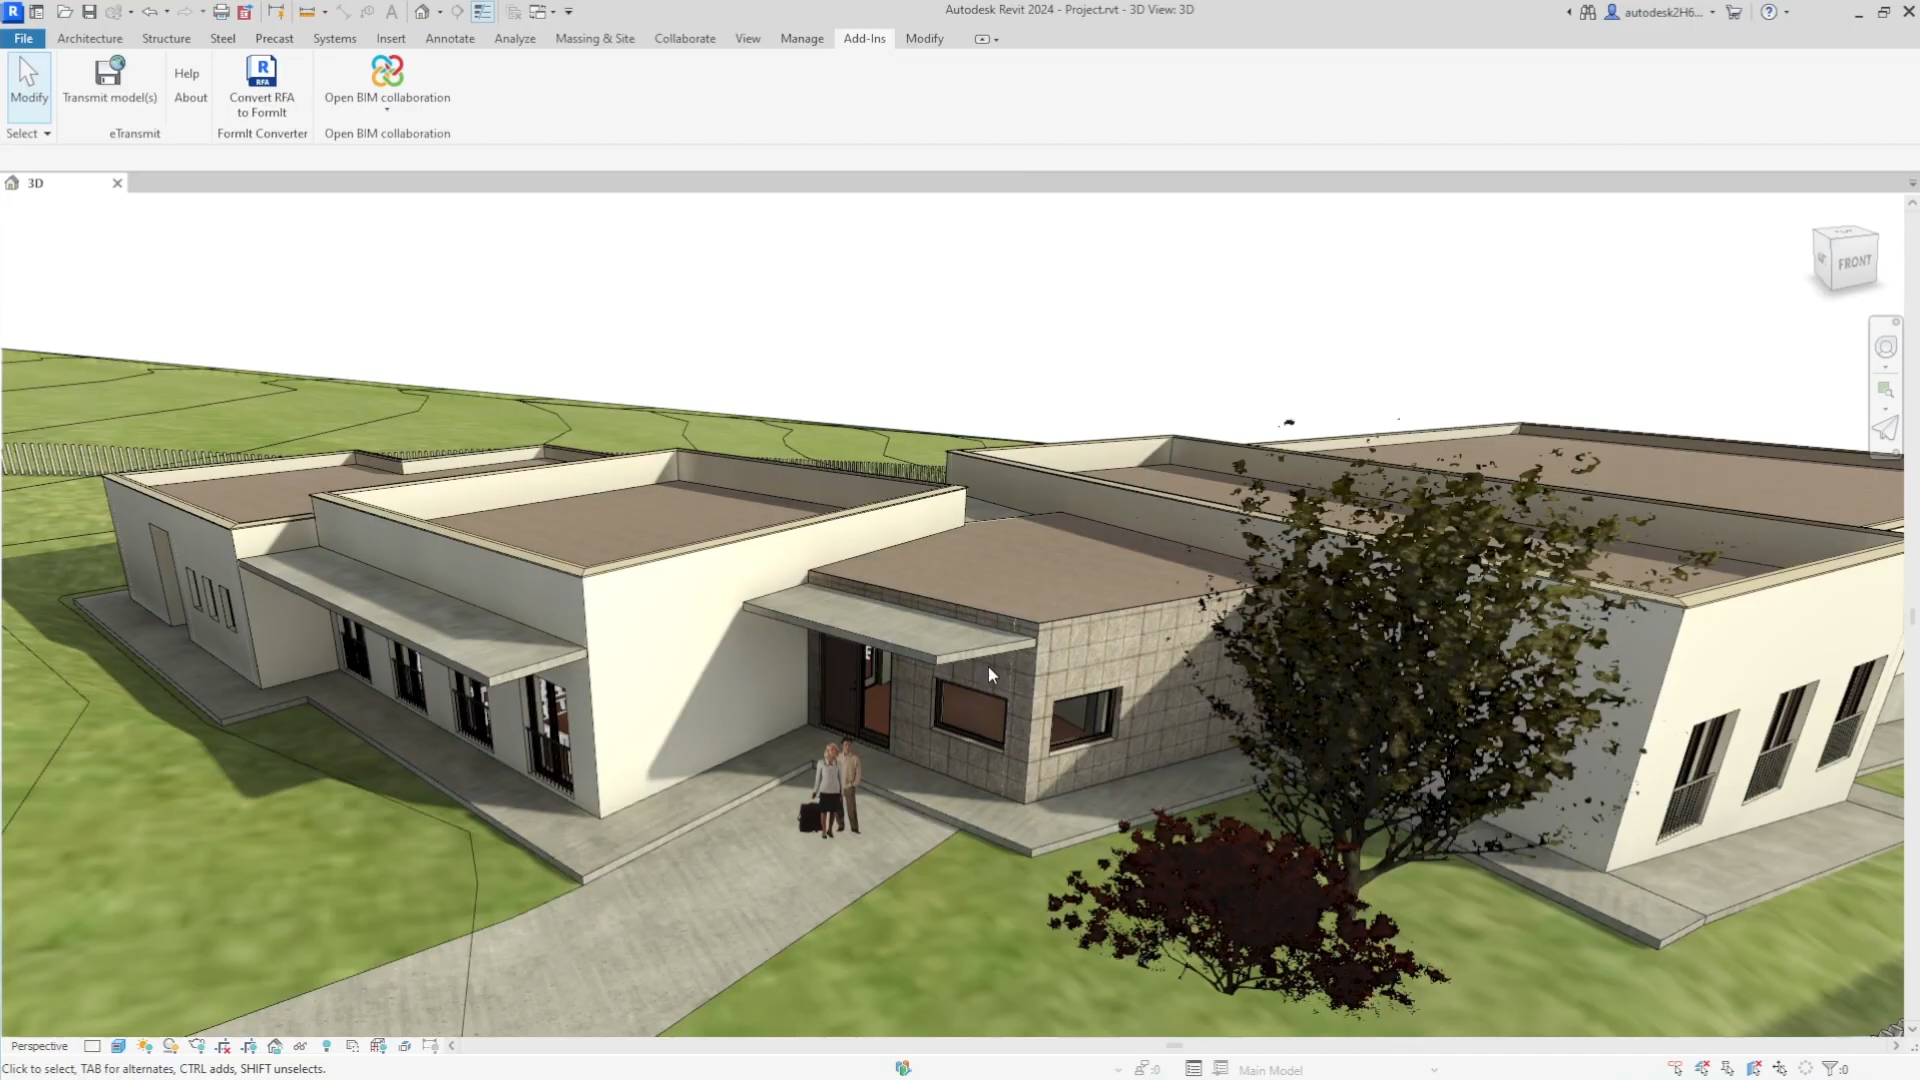 Autodesk Revit 2024 - Project.rvt - 3D View: 3D
autodesk2H6...
File Architecture Structure Steel Precast Systems Insert Annotate Analyze Massing & Site Collaborate View Manage Add-Ins Modify
Modify
Transmit model(s)
Help
About
Convert RFA
to FormIt
Open BIM collaboration
Select
eTransmit
FormIt Converter
Open BIM collaboration
3D
FRONT
Perspective
Click to select, TAB for alternates, CTRL adds, SHIFT unselects.
:0
Main Model
:0